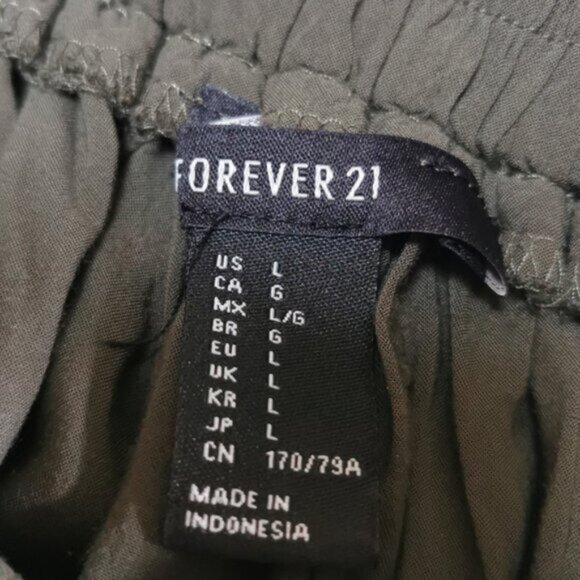 FOREVER 21
US L
CA G
MX L/G
BR G
EU L
UK L
KR L
JP L
CN 170/79A
MADE IN
INDONESIA